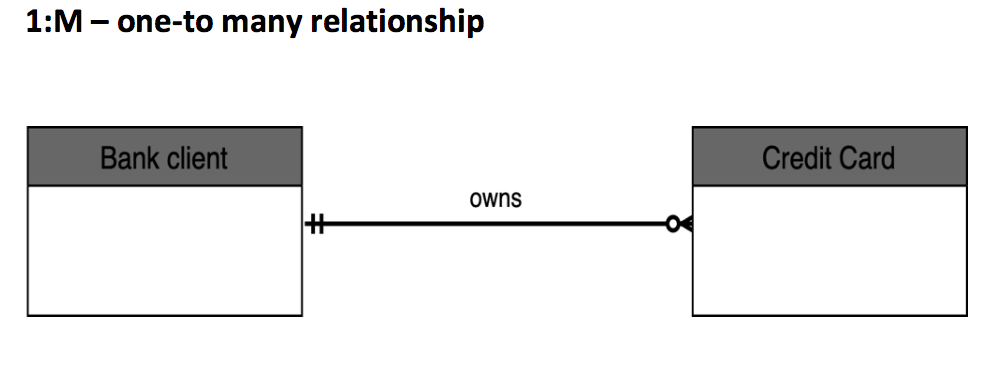 1:M – one-to many relationship
Bank client
Credit Card
owns